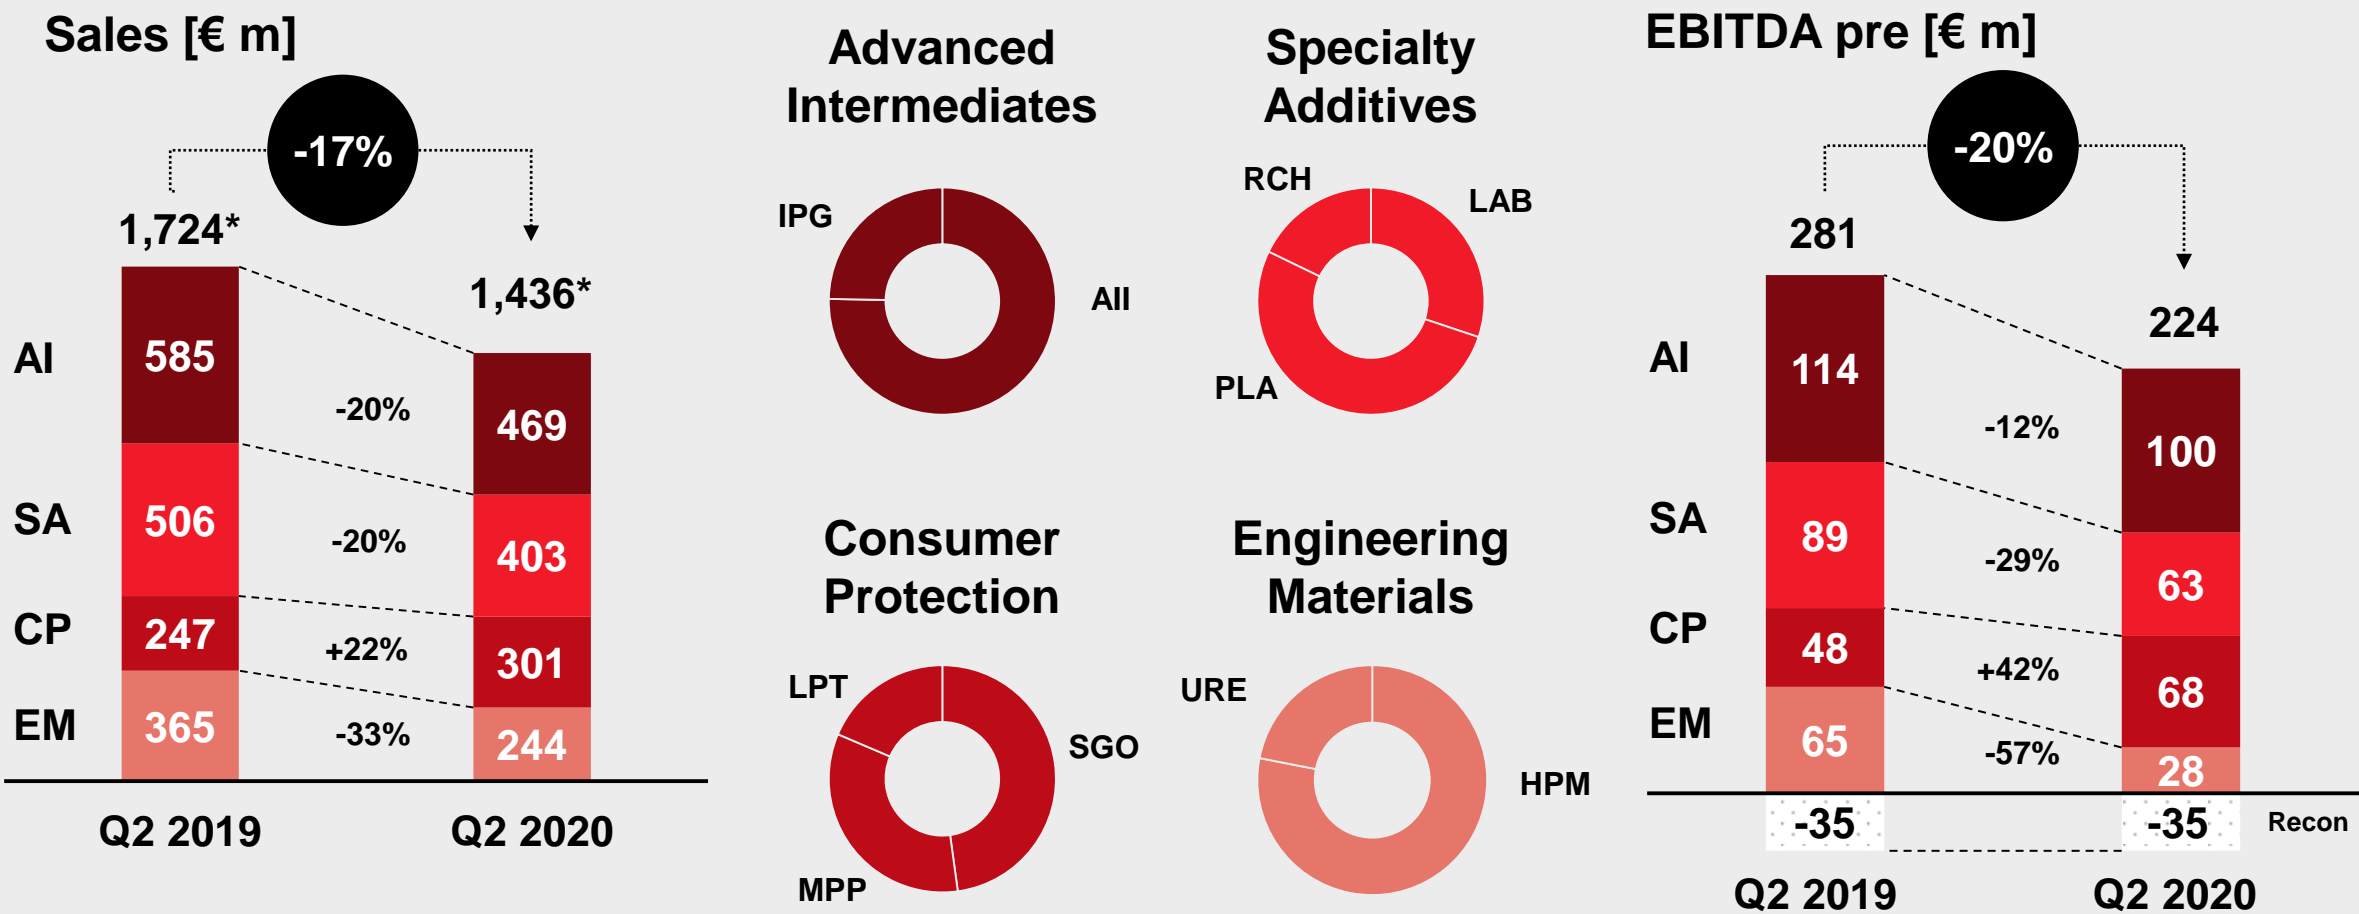 Sales [€ m]
-17%
1,724*
1,436*
AI
585
-20%
469
SA
506
-20%
403
CP
247
+22%
301
EM
365
-33%
244
Q2 2019
Q2 2020
Advanced
Intermediates
IPG
AII
Specialty
Additives
RCH
LAB
PLA
Consumer
Protection
LPT
SGO
MPP
Engineering
Materials
URE
HPM
EBITDA pre [€ m]
-20%
281
224
AI
114
-12%
100
SA
89
-29%
63
CP
48
+42%
68
EM
65
-57%
28
-35
-35
Recon
Q2 2019
Q2 2020